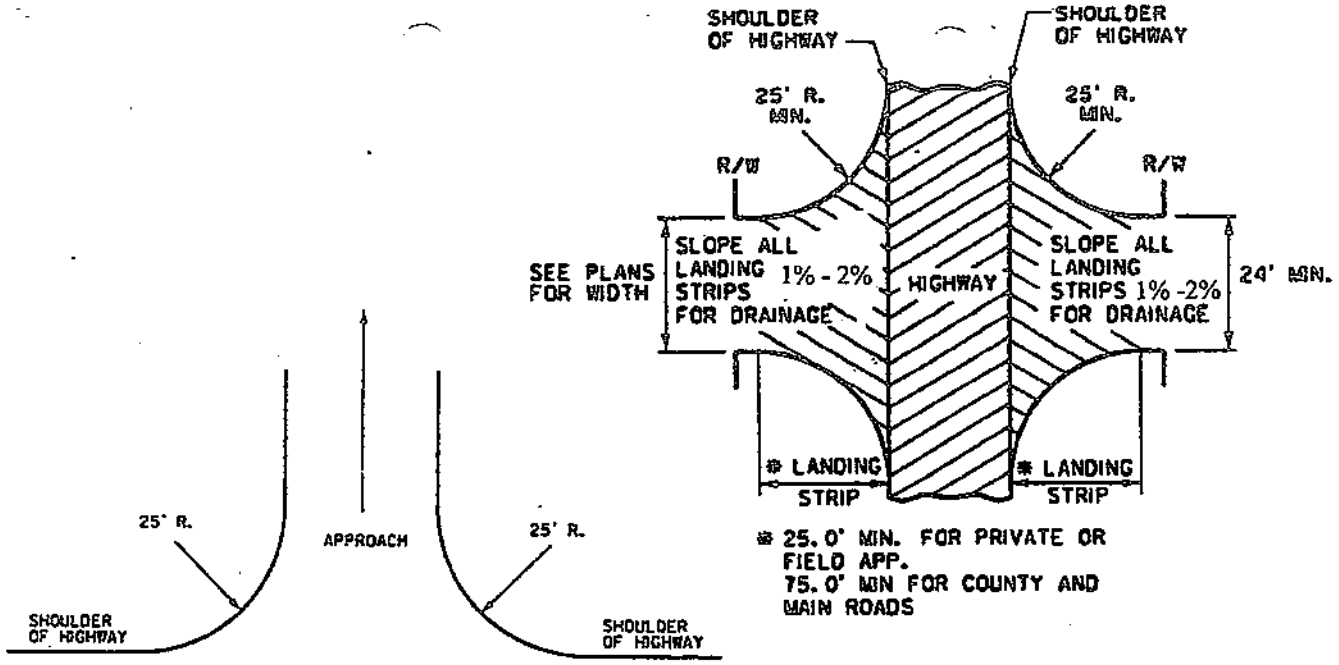 SHOULDER
OF HIGHWAY
SHOULDER
OF HIGHWAY
25' R.
MIN.
25' R.
MIN.
R/W
R/W
SEE PLANS
FOR WIDTH
SLOPE ALL
LANDING 1% - 2%
STRIPS
FOR DRAINAGE
HIGHWAY
SLOPE ALL
LANDING
STRIPS 1% -2%
FOR DRAINAGE
24' MIN.
* LANDING
STRIP
* LANDING
STRIP
* 25.0' MIN. FOR PRIVATE OR
FIELD APP.
75.0' MIN FOR COUNTY AND
MAIN ROADS
25' R.
APPROACH
25' R.
SHOULDER
OF HIGHWAY
SHOULDER
OF HIGHWAY